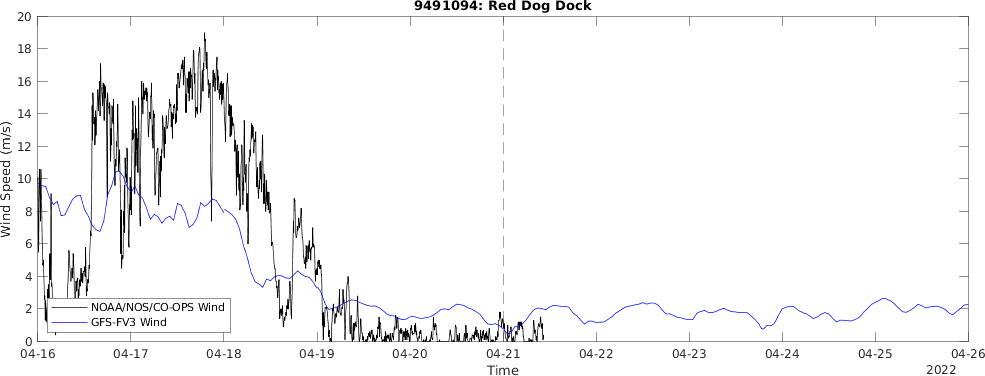 9491094: Red Dog Dock
20
18
16
14
12
10
8
6
4
2
0
Wind Speed (m/s)
NOAA/NOS/CO-OPS Wind
GFS-FV3 Wind
04-16 04-17 04-18 04-19 04-20 04-21 04-22 04-23 04-24 04-25 04-26
Time
2022